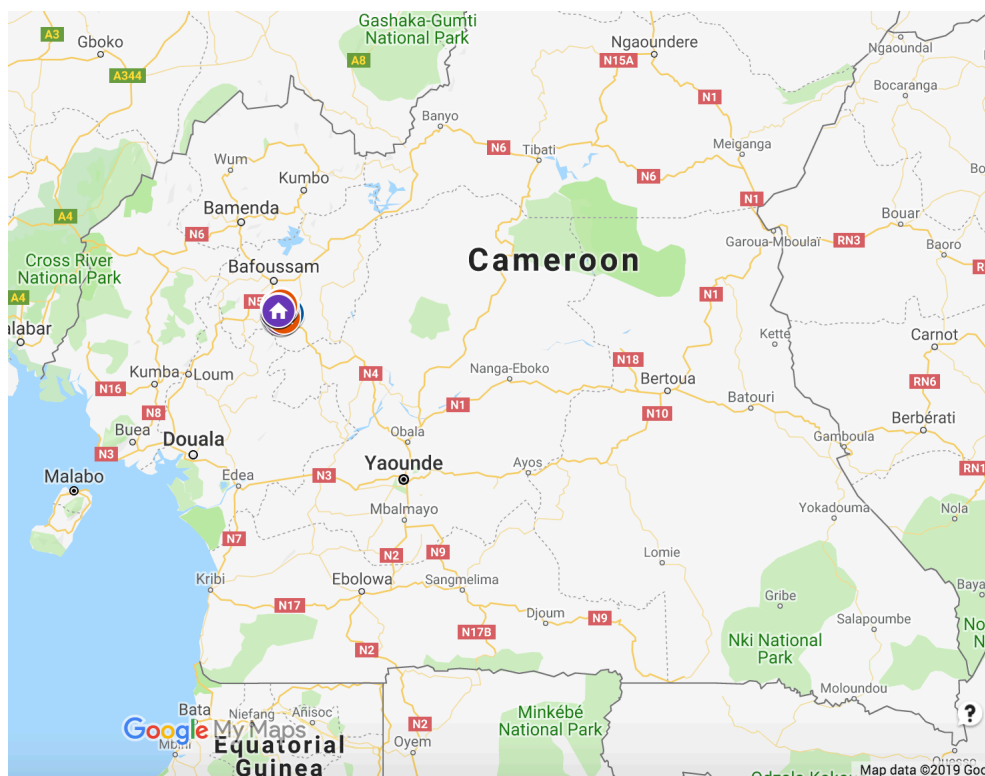 Gashaka-Gumti
National Park
A3
Gboko
A344
A8
Ngaoundere
N15A
Ngaoundal
Bocaranga
N1
Banyo
N6
Tibati
Meiganga
N6
Wum
Kumbo
Bamenda
A4
N6
N1
Bouar
Garoua-Mboulaï
RN3
Baoro
Cross River
National Park
Bafoussam
Cameroon
A4
N5
N1
alabar
Kette
Carnot
N18
Nanga-Eboko
Bertoua
N4
Kumba
Loum
N16
RN6
Batouri
N1
N10
N8
Berbérati
Buea
Douala
Obala
Gamboula
N3
Yaounde
Ayos
Malabo
Edea
N3
RN1
Mbalmayo
Yokadouma
Nola
N7
N2
N9
Lomie
Kribi
Ebolowa
Sangmelima
Gribe
N17
Djoum
N9
Salapoumbe
N17B
Nki National
Park
N2
Moloundou
Bata
Niefang
Añisoc
Minkébé
National Park
?
Google My Maps
N2
Equatorial
Guinea
Oyem
Map data ©2019 Goo